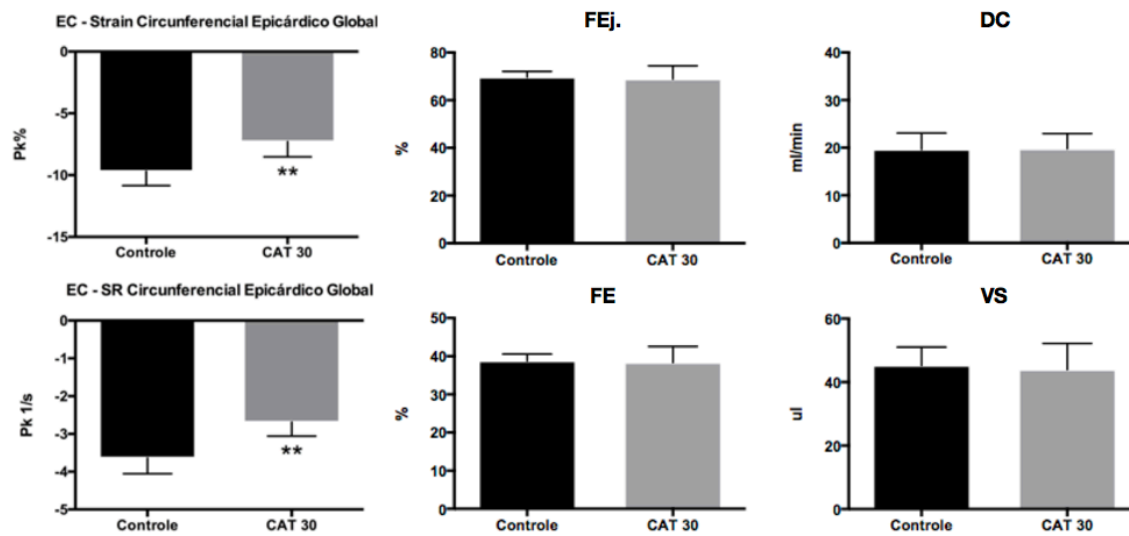 EC - Strain Circunferencial Epicárdico Global
0
-5
-10
-15
Pk%
**
Controle
CAT 30
FEj.
80
60
40
20
0
%
Controle
CAT 30
DC
40
30
20
10
0
ml/min
Controle
CAT 30
EC - SR Circunferencial Epicárdico Global
0
-1
-2
-3
-4
-5
Pk 1/s
**
Controle
CAT 30
FE
50
40
30
20
10
0
%
Controle
CAT 30
VS
60
40
20
0
ul
Controle
CAT 30